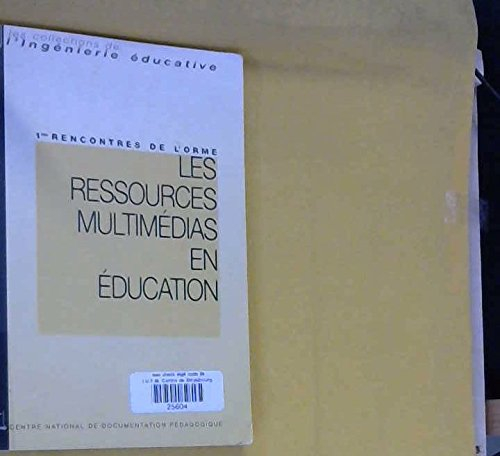 les collections de
l'ingénierie éducative
1res RENCONTRES DE L'ORME
LES
RESSOURCES
MULTIMÉDIAS
EN
ÉDUCATION
25604
CENTRE NATIONAL DE DOCUMENTATION PÉDAGOGIQUE